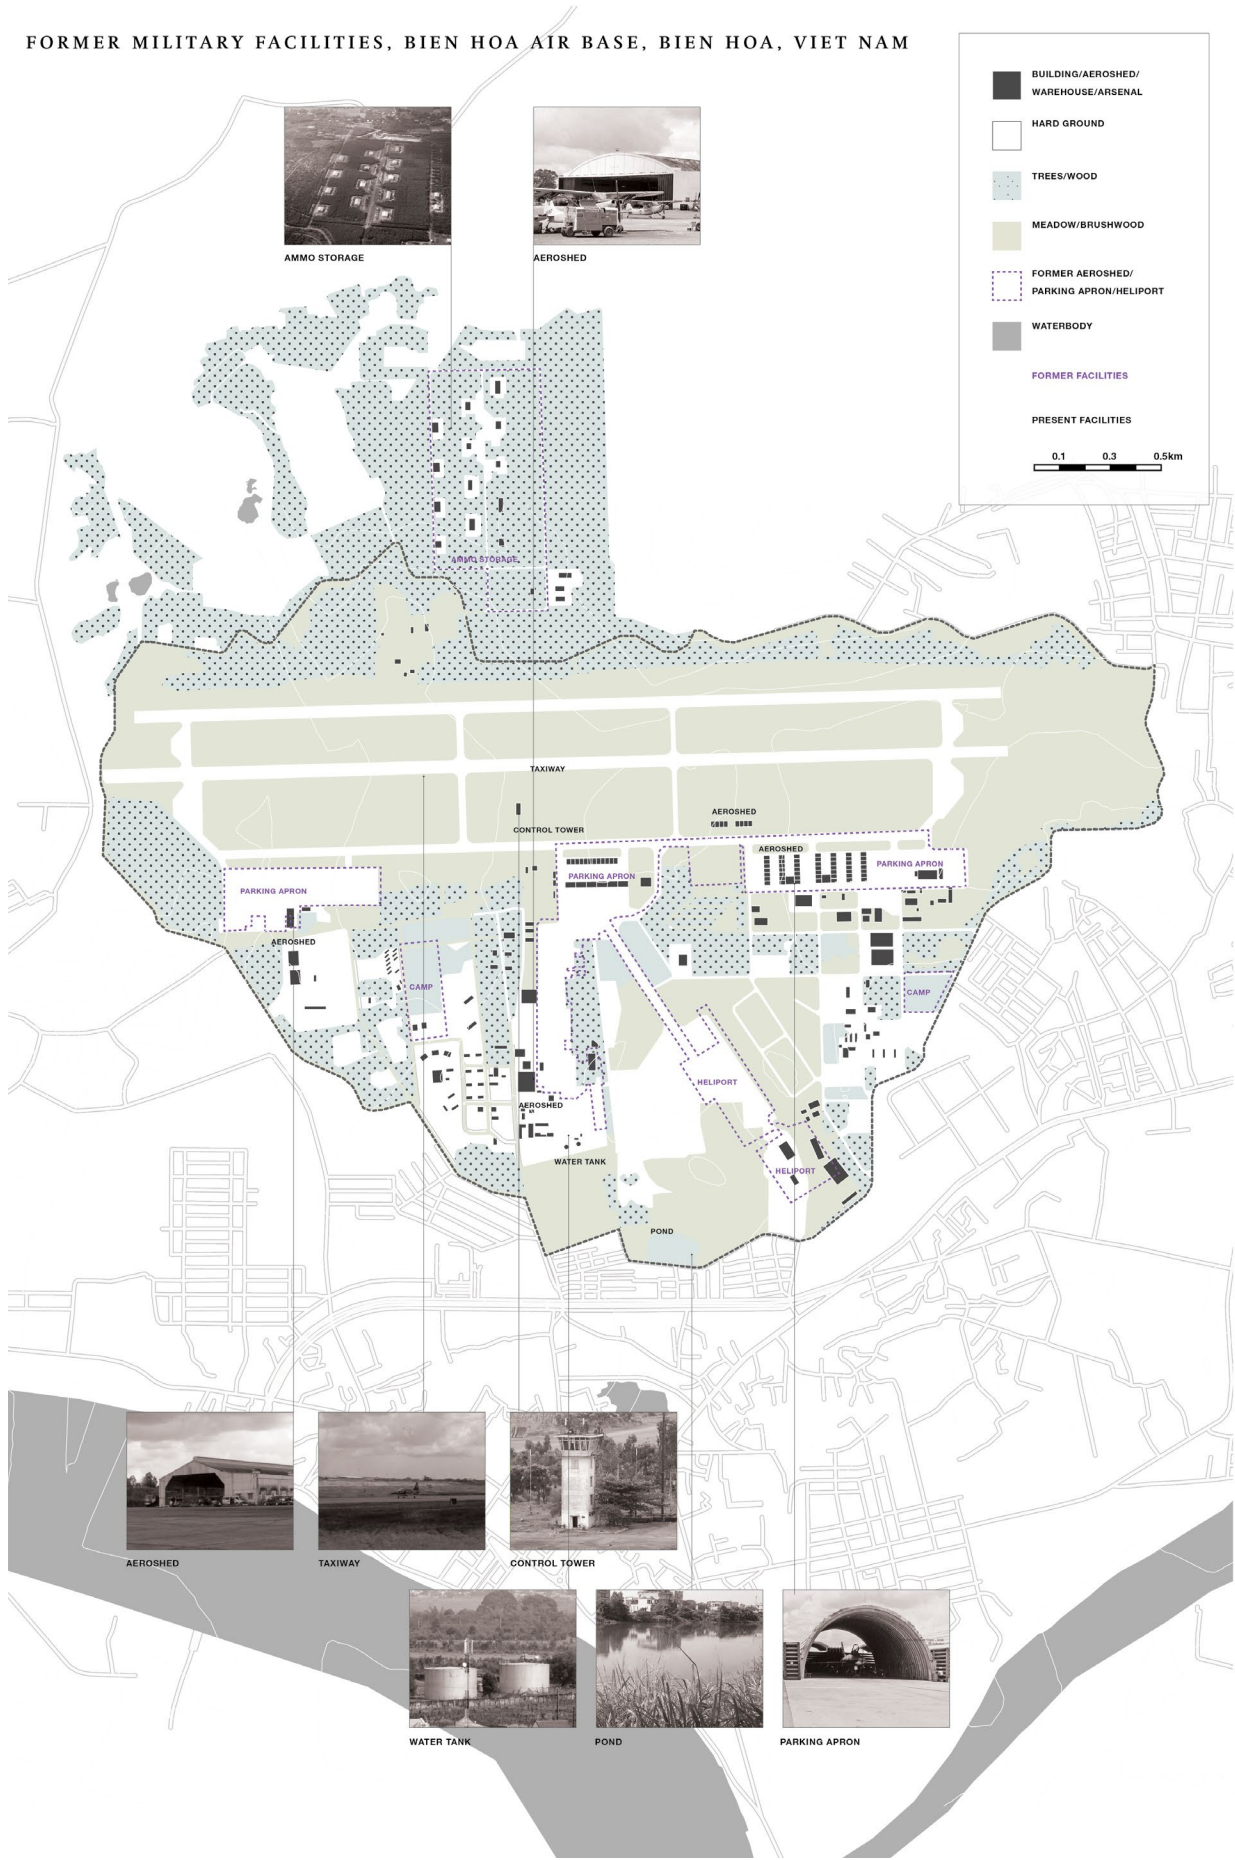 FORMER MILITARY FACILITIES, BIEN HOA AIR BASE, BIEN HOA, VIET NAM
BUILDING/AEROSHED/
WAREHOUSE/ARSENAL
HARD GROUND
TREES/WOOD
MEADOW/BRUSHWOOD
FORMER AEROSHED/
PARKING APRON/HELIPORT
WATERBODY
FORMER FACILITIES
PRESENT FACILITIES
0.1 0.3 0.5km
AMMO STORAGE
AEROSHED
AMMO STORAGE
TAXIWAY
AEROSHED
CONTROL TOWER
AEROSHED
PARKING APRON
PARKING APRON
PARKING APRON
AEROSHED
CAMP
CAMP
HELIPORT
AEROSHED
WATER TANK
HELIPORT
POND
AEROSHED
TAXIWAY
CONTROL TOWER
WATER TANK
POND
PARKING APRON